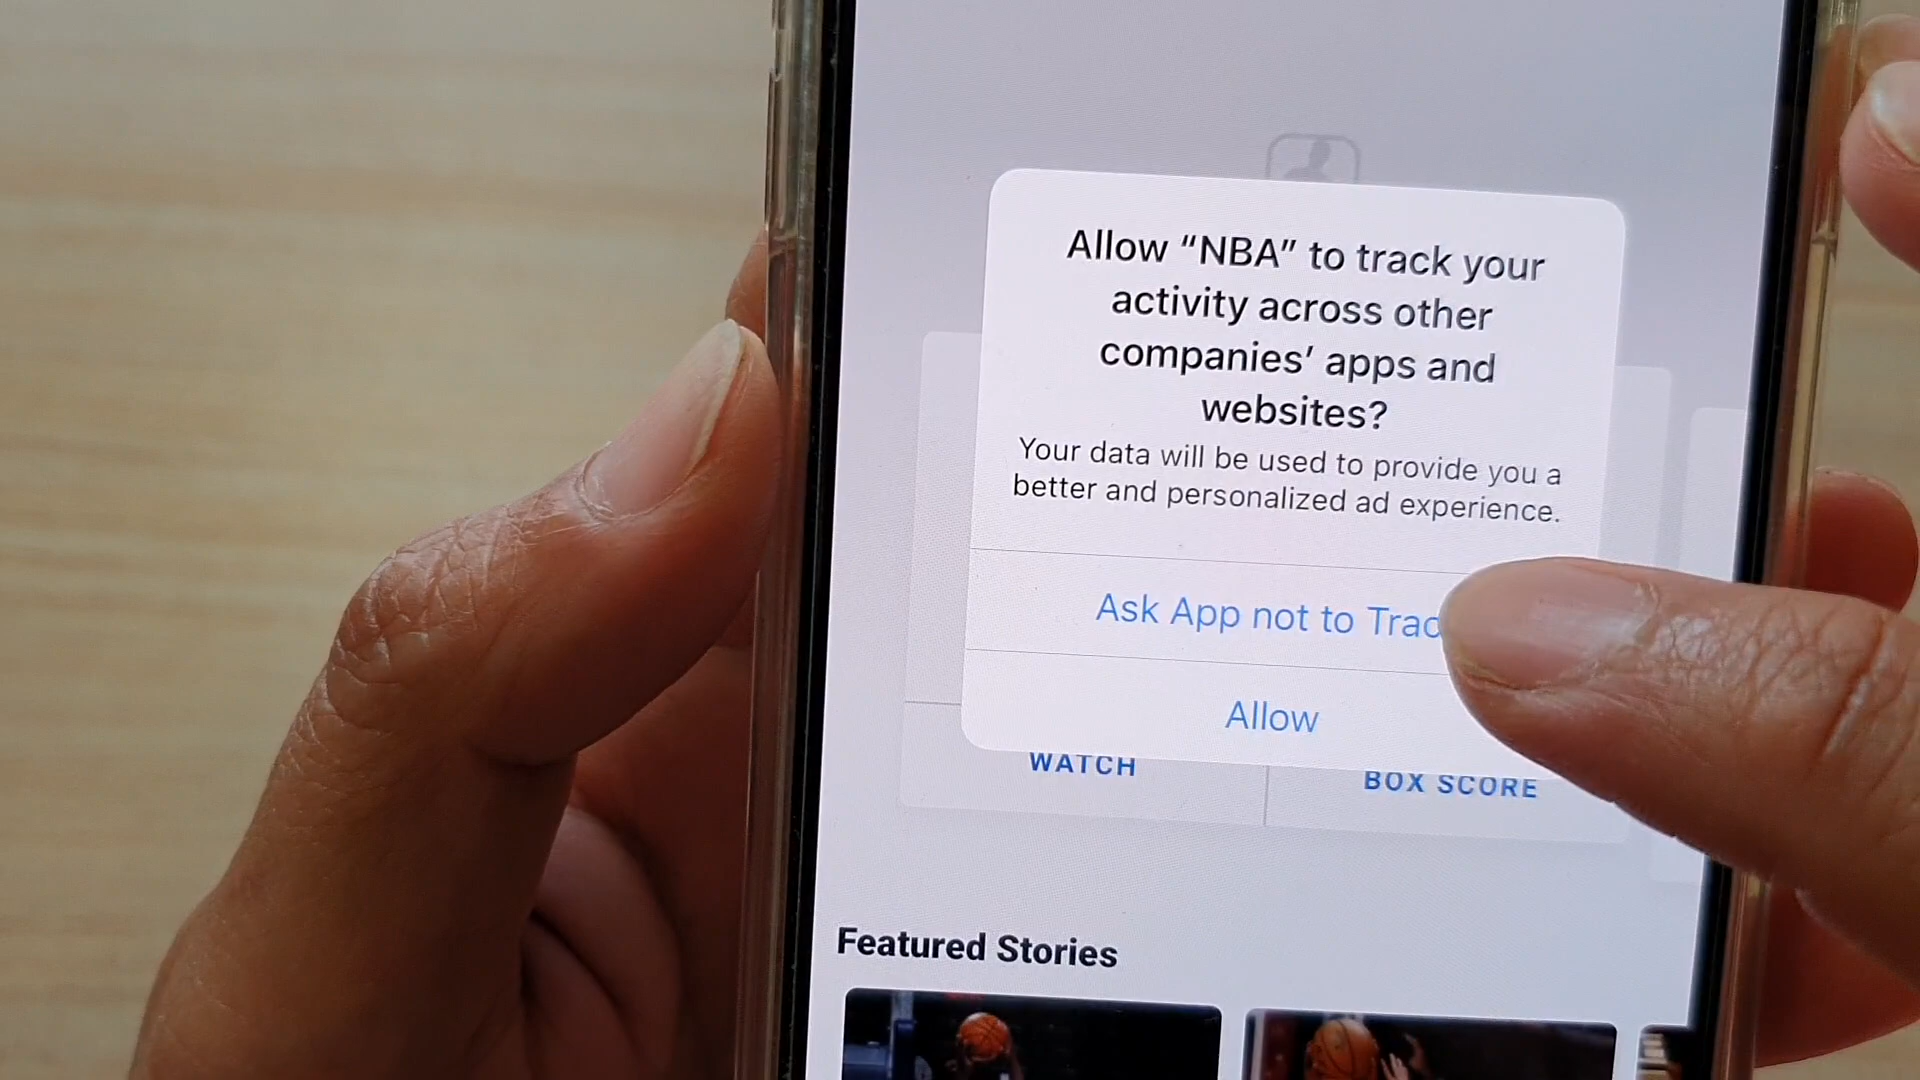 Allow “NBA” to track your
activity across other
companies’ apps and
websites?
Your data will be used to provide you a
better and personalized ad experience.
Ask App not to Trac
Allow
WATCH
BOX SCORE
Featured Stories